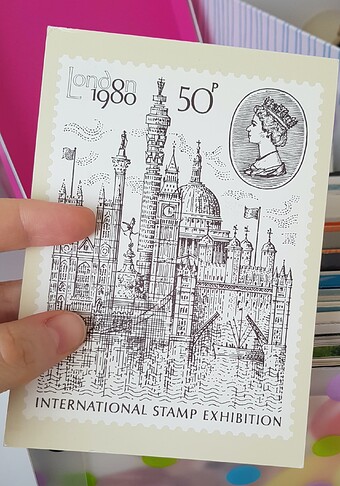 London
1980
50P
INTERNATIONAL STAMP EXHIBITION